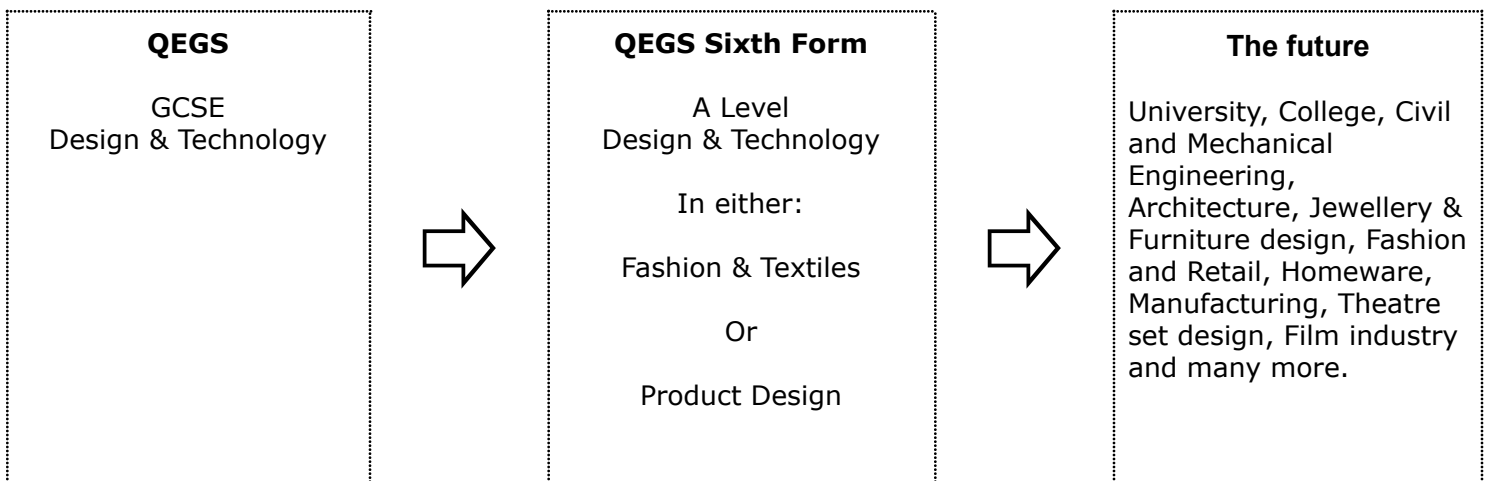 QEGS
GCSE
Design & Technology
QEGS Sixth Form
A Level
Design & Technology
In either:
Fashion & Textiles
Or
Product Design
The future
University, College, Civil
and Mechanical
Engineering,
Architecture, Jewellery &
Furniture design, Fashion
and Retail, Homeware,
Manufacturing, Theatre
set design, Film industry
and many more.